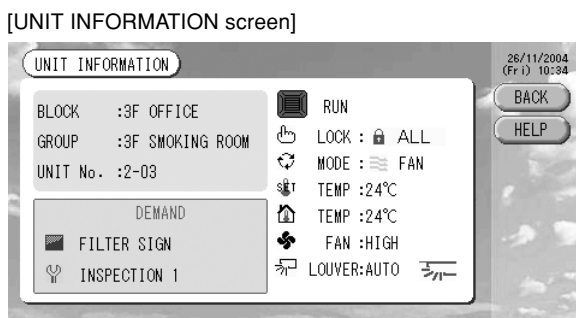 [UNIT INFORMATION screen]
UNIT INFORMATION
26/11/2004
(Fri) 10:34
BACK
HELP
BLOCK :3F OFFICE
GROUP :3F SMOKING ROOM
UNIT No. :2-03
DEMAND
FILTER SIGN
INSPECTION 1
RUN
LOCK : ALL
MODE : FAN
SET TEMP :24℃
TEMP :24℃
FAN :HIGH
LOUVER:AUTO